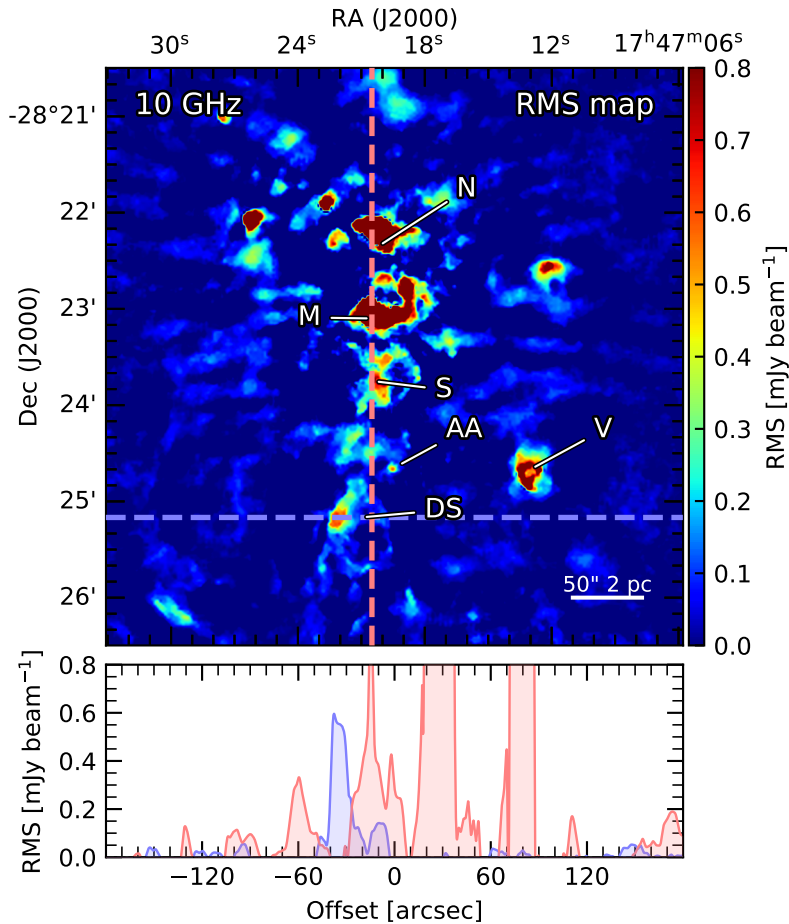 RA (J2000)
30ˢ 24ˢ 18ˢ 12ˢ 17ʰ47ᵐ06ˢ
10 GHz RMS map
-28°21'
22'
23'
24'
25'
26'
Dec (J2000)
N
M
S
AA
V
DS
50" 2 pc
0.8
0.7
0.6
0.5
0.4
0.3
0.2
0.1
0.0
RMS [mJy beam⁻¹]
0.8
0.6
0.4
0.2
0.0
RMS [mJy beam⁻¹]
−120 −60 0 60 120
Offset [arcsec]